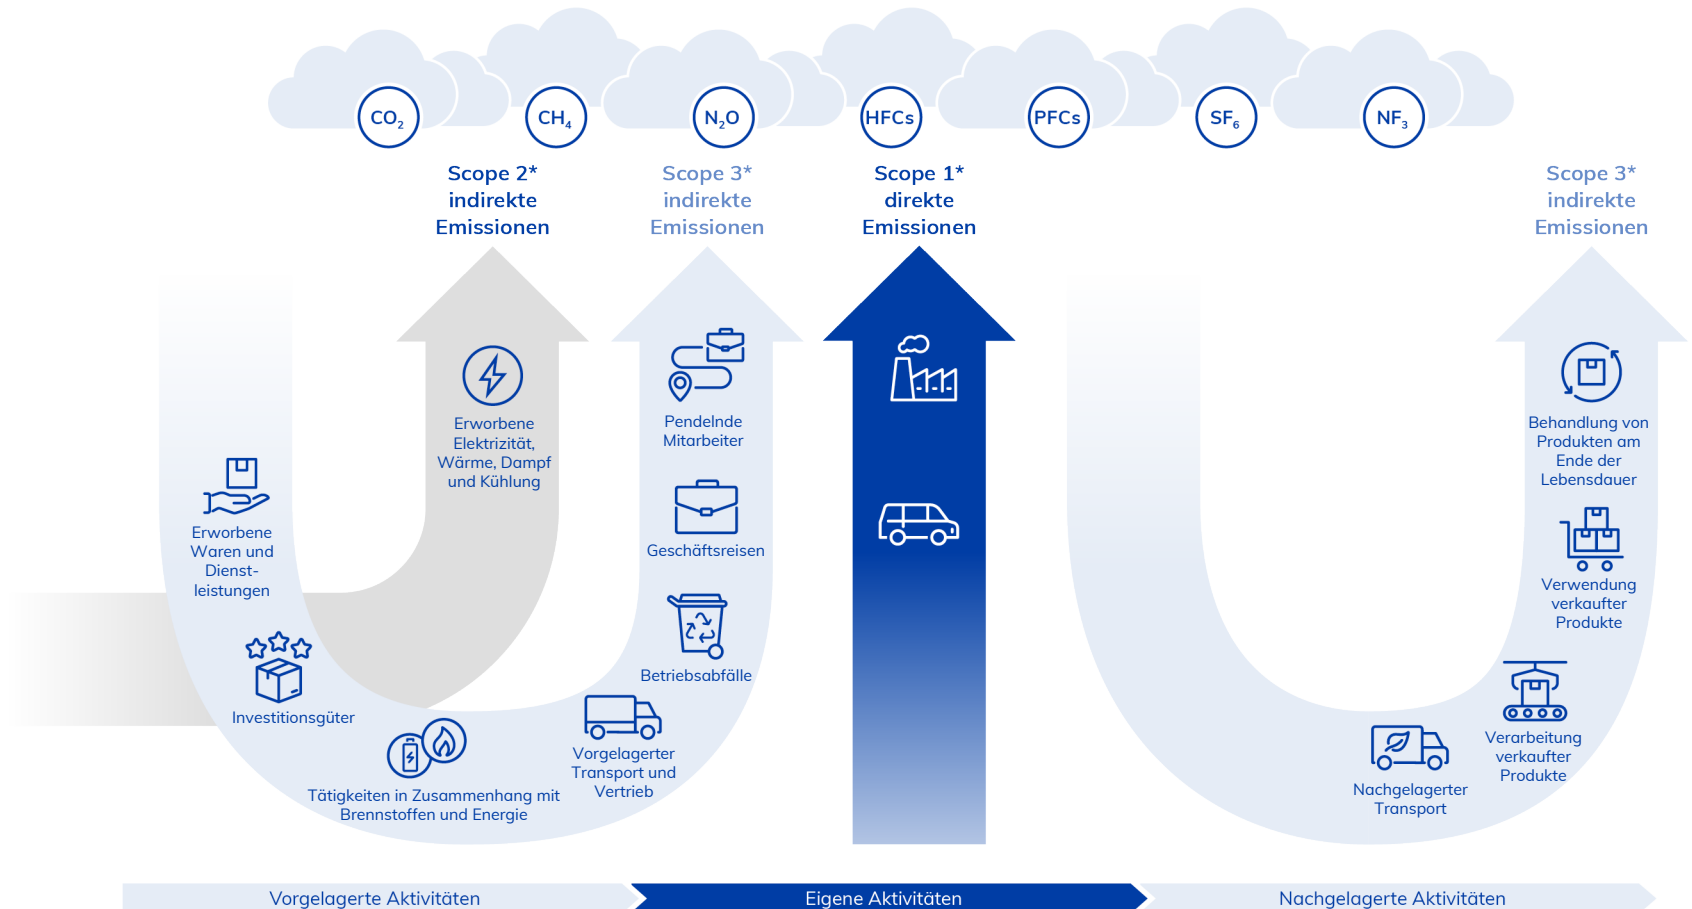 CO₂
CH₄
N₂O
HFCs
PFCs
SF₆
NF₃
Scope 2*
indirekte
Emissionen
Scope 3*
indirekte
Emissionen
Scope 1*
direkte
Emissionen
Scope 3*
indirekte
Emissionen
Erworbene
Waren und
Dienst-
leistungen
Investitionsgüter
Tätigkeiten in Zusammenhang mit
Brennstoffen und Energie
Erworbene
Elektrizität,
Wärme, Dampf
und Kühlung
Pendelnde
Mitarbeiter
Geschäftsreisen
Betriebsabfälle
Vorgelagerter
Transport und
Vertrieb
Behandlung von
Produkten am
Ende der
Lebensdauer
Verwendung
verkaufter
Produkte
Verarbeitung
verkaufter
Produkte
Nachgelagerter
Transport
Vorgelagerte Aktivitäten
Eigene Aktivitäten
Nachgelagerte Aktivitäten